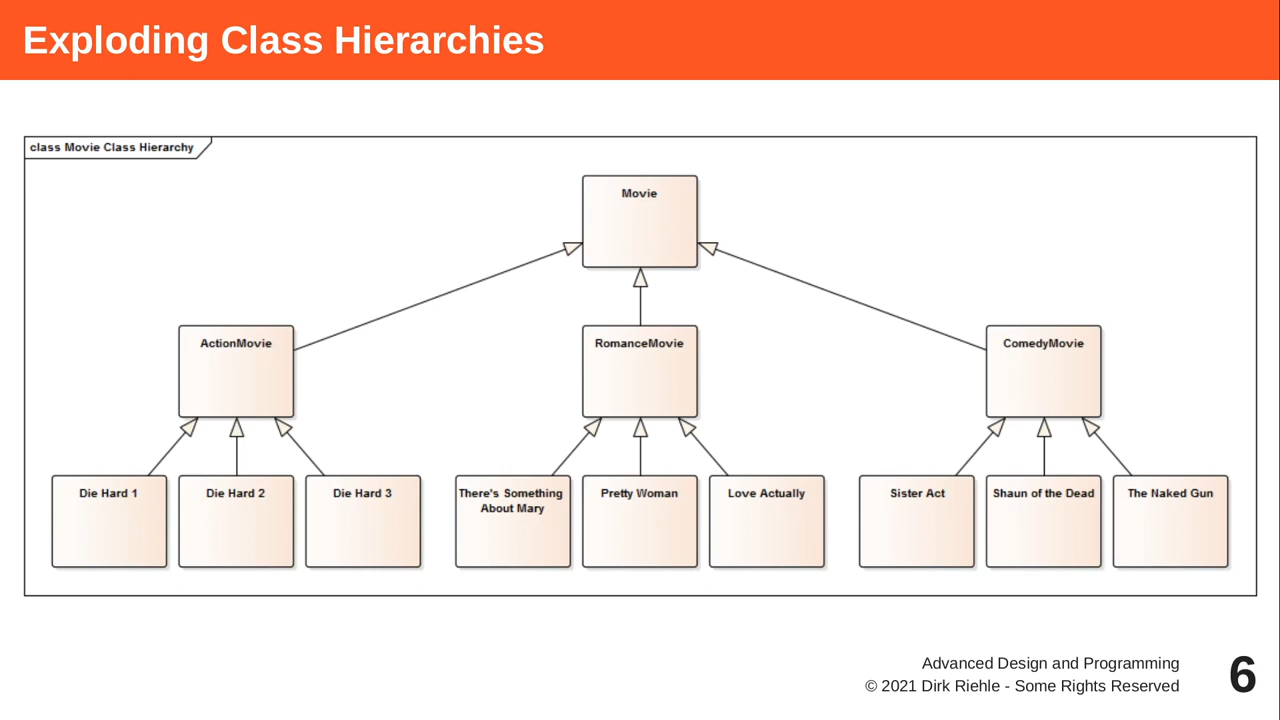 Exploding Class Hierarchies
class Movie Class Hierarchy
Movie
ActionMovie
RomanceMovie
ComedyMovie
Die Hard 1
Die Hard 2
Die Hard 3
There's Something
About Mary
Pretty Woman
Love Actually
Sister Act
Shaun of the Dead
The Naked Gun
Advanced Design and Programming
© 2021 Dirk Riehle - Some Rights Reserved
6